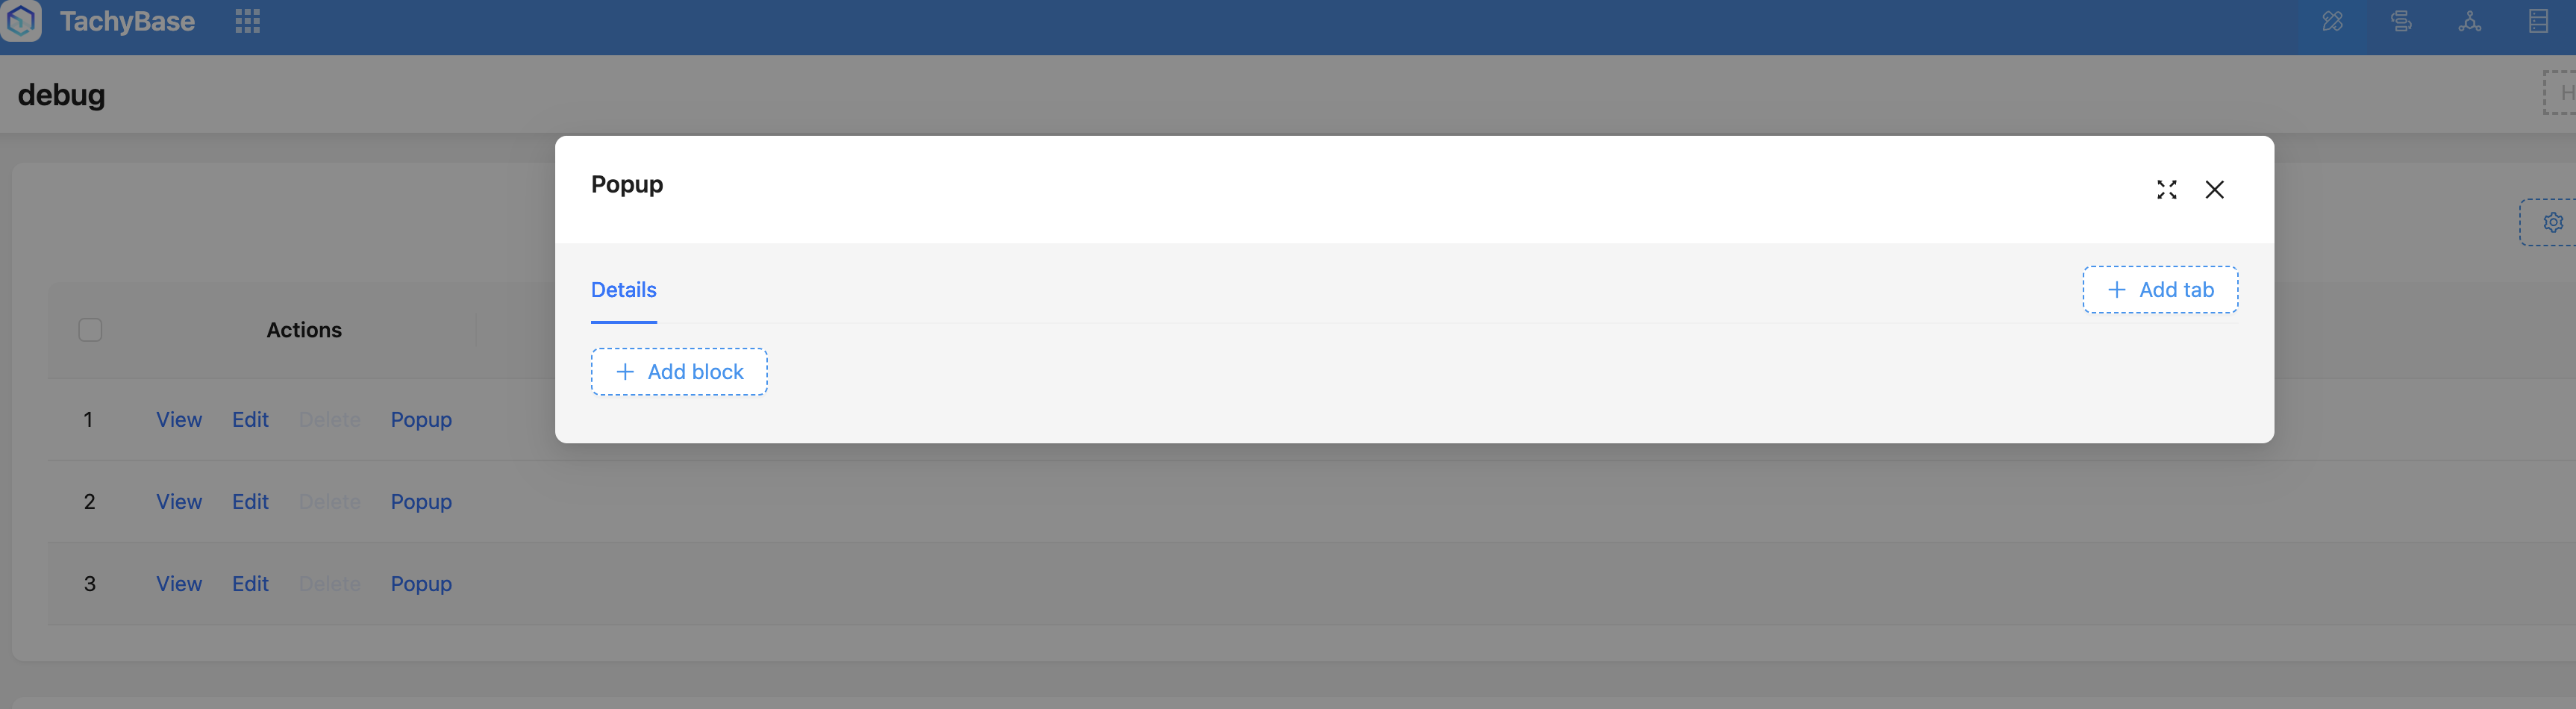 TachyBase
debug
H
Popup
Details
Add tab
Add block
Actions
1 View Edit Delete Popup
2 View Edit Delete Popup
3 View Edit Delete Popup